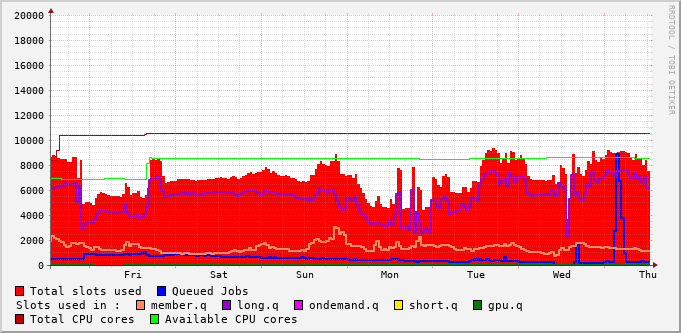 20000
18000
16000
14000
12000
10000
8000
6000
4000
2000
0
Fri Sat Sun Mon Tue Wed Thu
Total slots used Queued Jobs
Slots used in : member.q long.q ondemand.q short.q gpu.q
Total CPU cores Available CPU cores
RRDTOOL / TOBI OETIKER